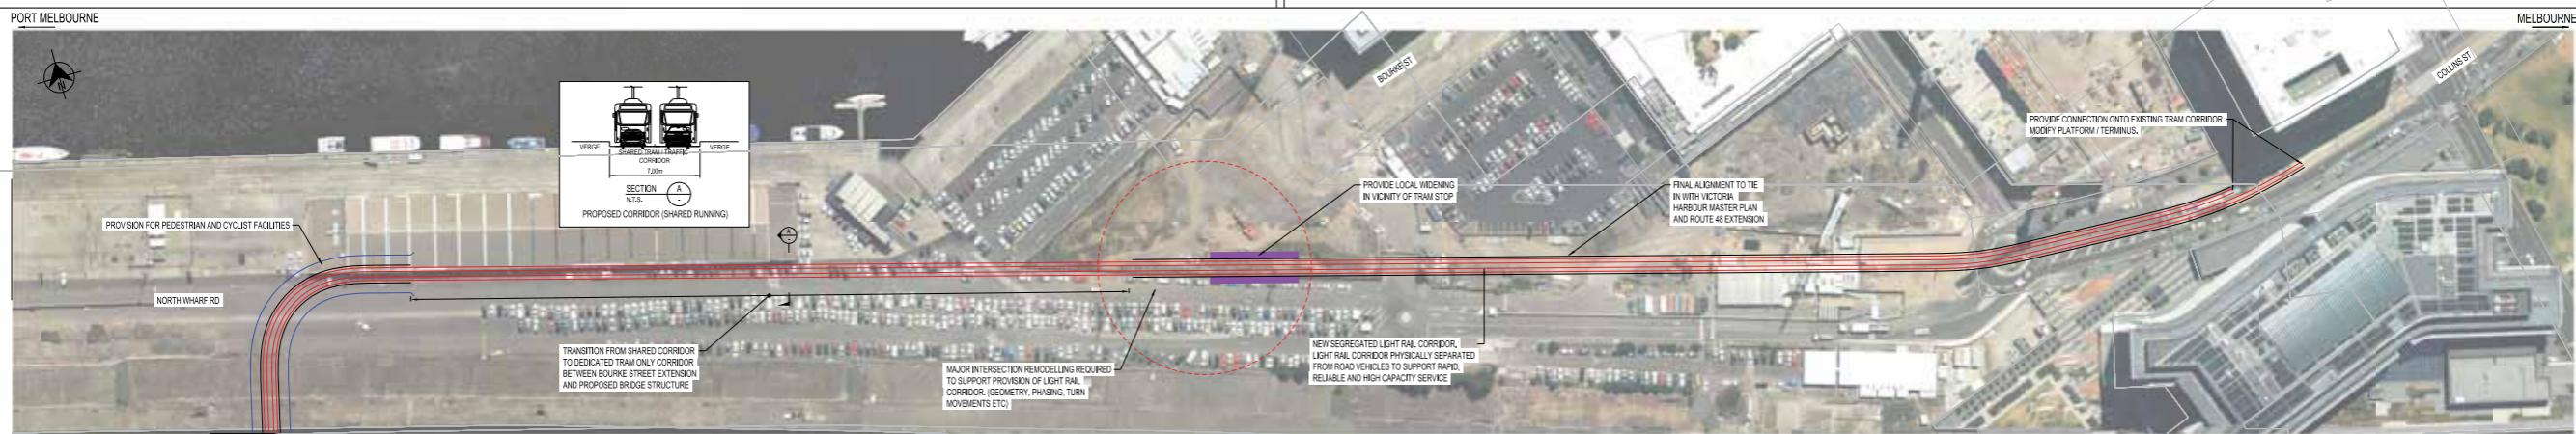 PORT MELBOURNE
MELBOURNE
N
BOURKE ST
COLLINS ST
PROVIDE CONNECTION ONTO EXISTING TRAM CORRIDOR.
MODIFY PLATFORM / TERMINUS.
VERGE
SHARED TRAM / TRAFFIC
CORRIDOR
VERGE
7.00m
SECTION A
N.T.S. -
PROPOSED CORRIDOR (SHARED RUNNING)
PROVISION FOR PEDESTRIAN AND CYCLIST FACILITIES
A
-
PROVIDE LOCAL WIDENING
IN VICINITY OF TRAM STOP
FINAL ALIGNMENT TO TIE
IN WITH VICTORIA
HARBOUR MASTER PLAN
AND ROUTE 48 EXTENSION
NORTH WHARF RD
TRANSITION FROM SHARED CORRIDOR
TO DEDICATED TRAM ONLY CORRIDOR
BETWEEN BOURKE STREET EXTENSION
AND PROPOSED BRIDGE STRUCTURE
MAJOR INTERSECTION REMODELLING REQUIRED
TO SUPPORT PROVISION OF LIGHT RAIL
CORRIDOR. (GEOMETRY, PHASING, TURN
MOVEMENTS ETC)
NEW SEGREGATED LIGHT RAIL CORRIDOR,
LIGHT RAIL CORRIDOR PHYSICALLY SEPARATED
FROM ROAD VEHICLES TO SUPPORT RAPID,
RELIABLE AND HIGH CAPACITY SERVICE